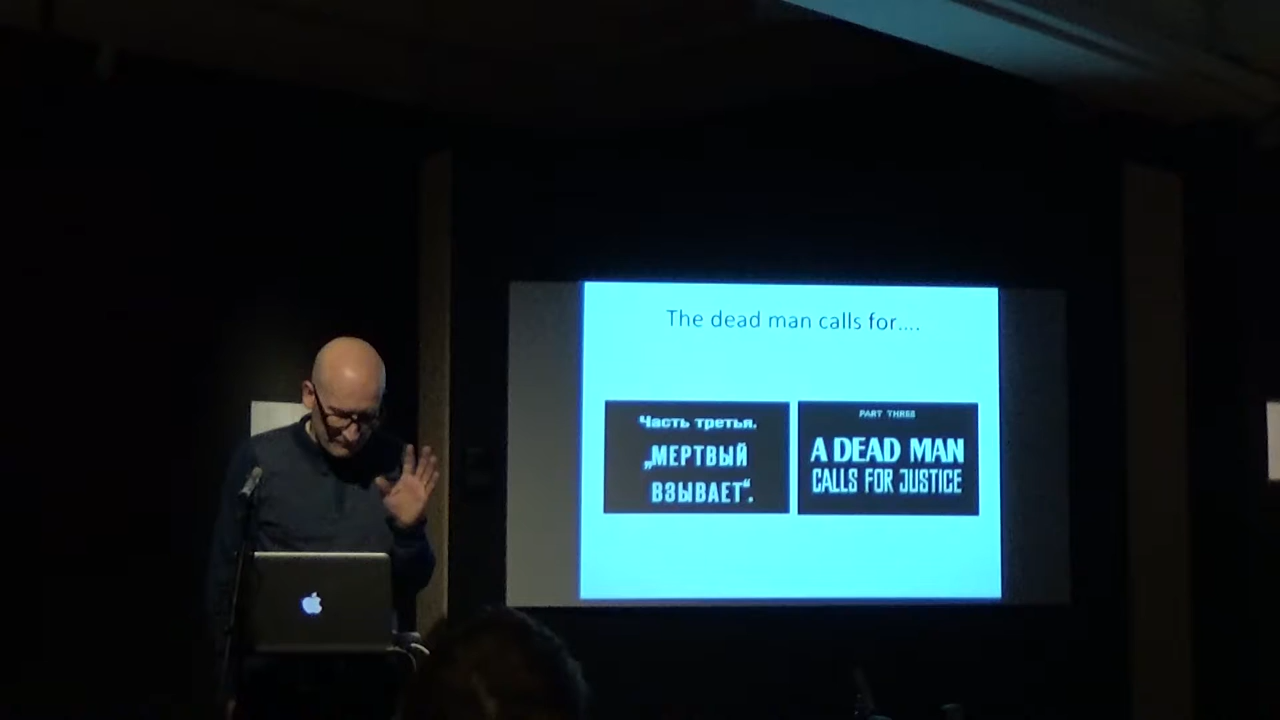 The dead man calls for....
Часть третья.
„МЕРТВЫЙ
ВЗЫВАЕТ“.
PART THREE
A DEAD MAN
CALLS FOR JUSTICE